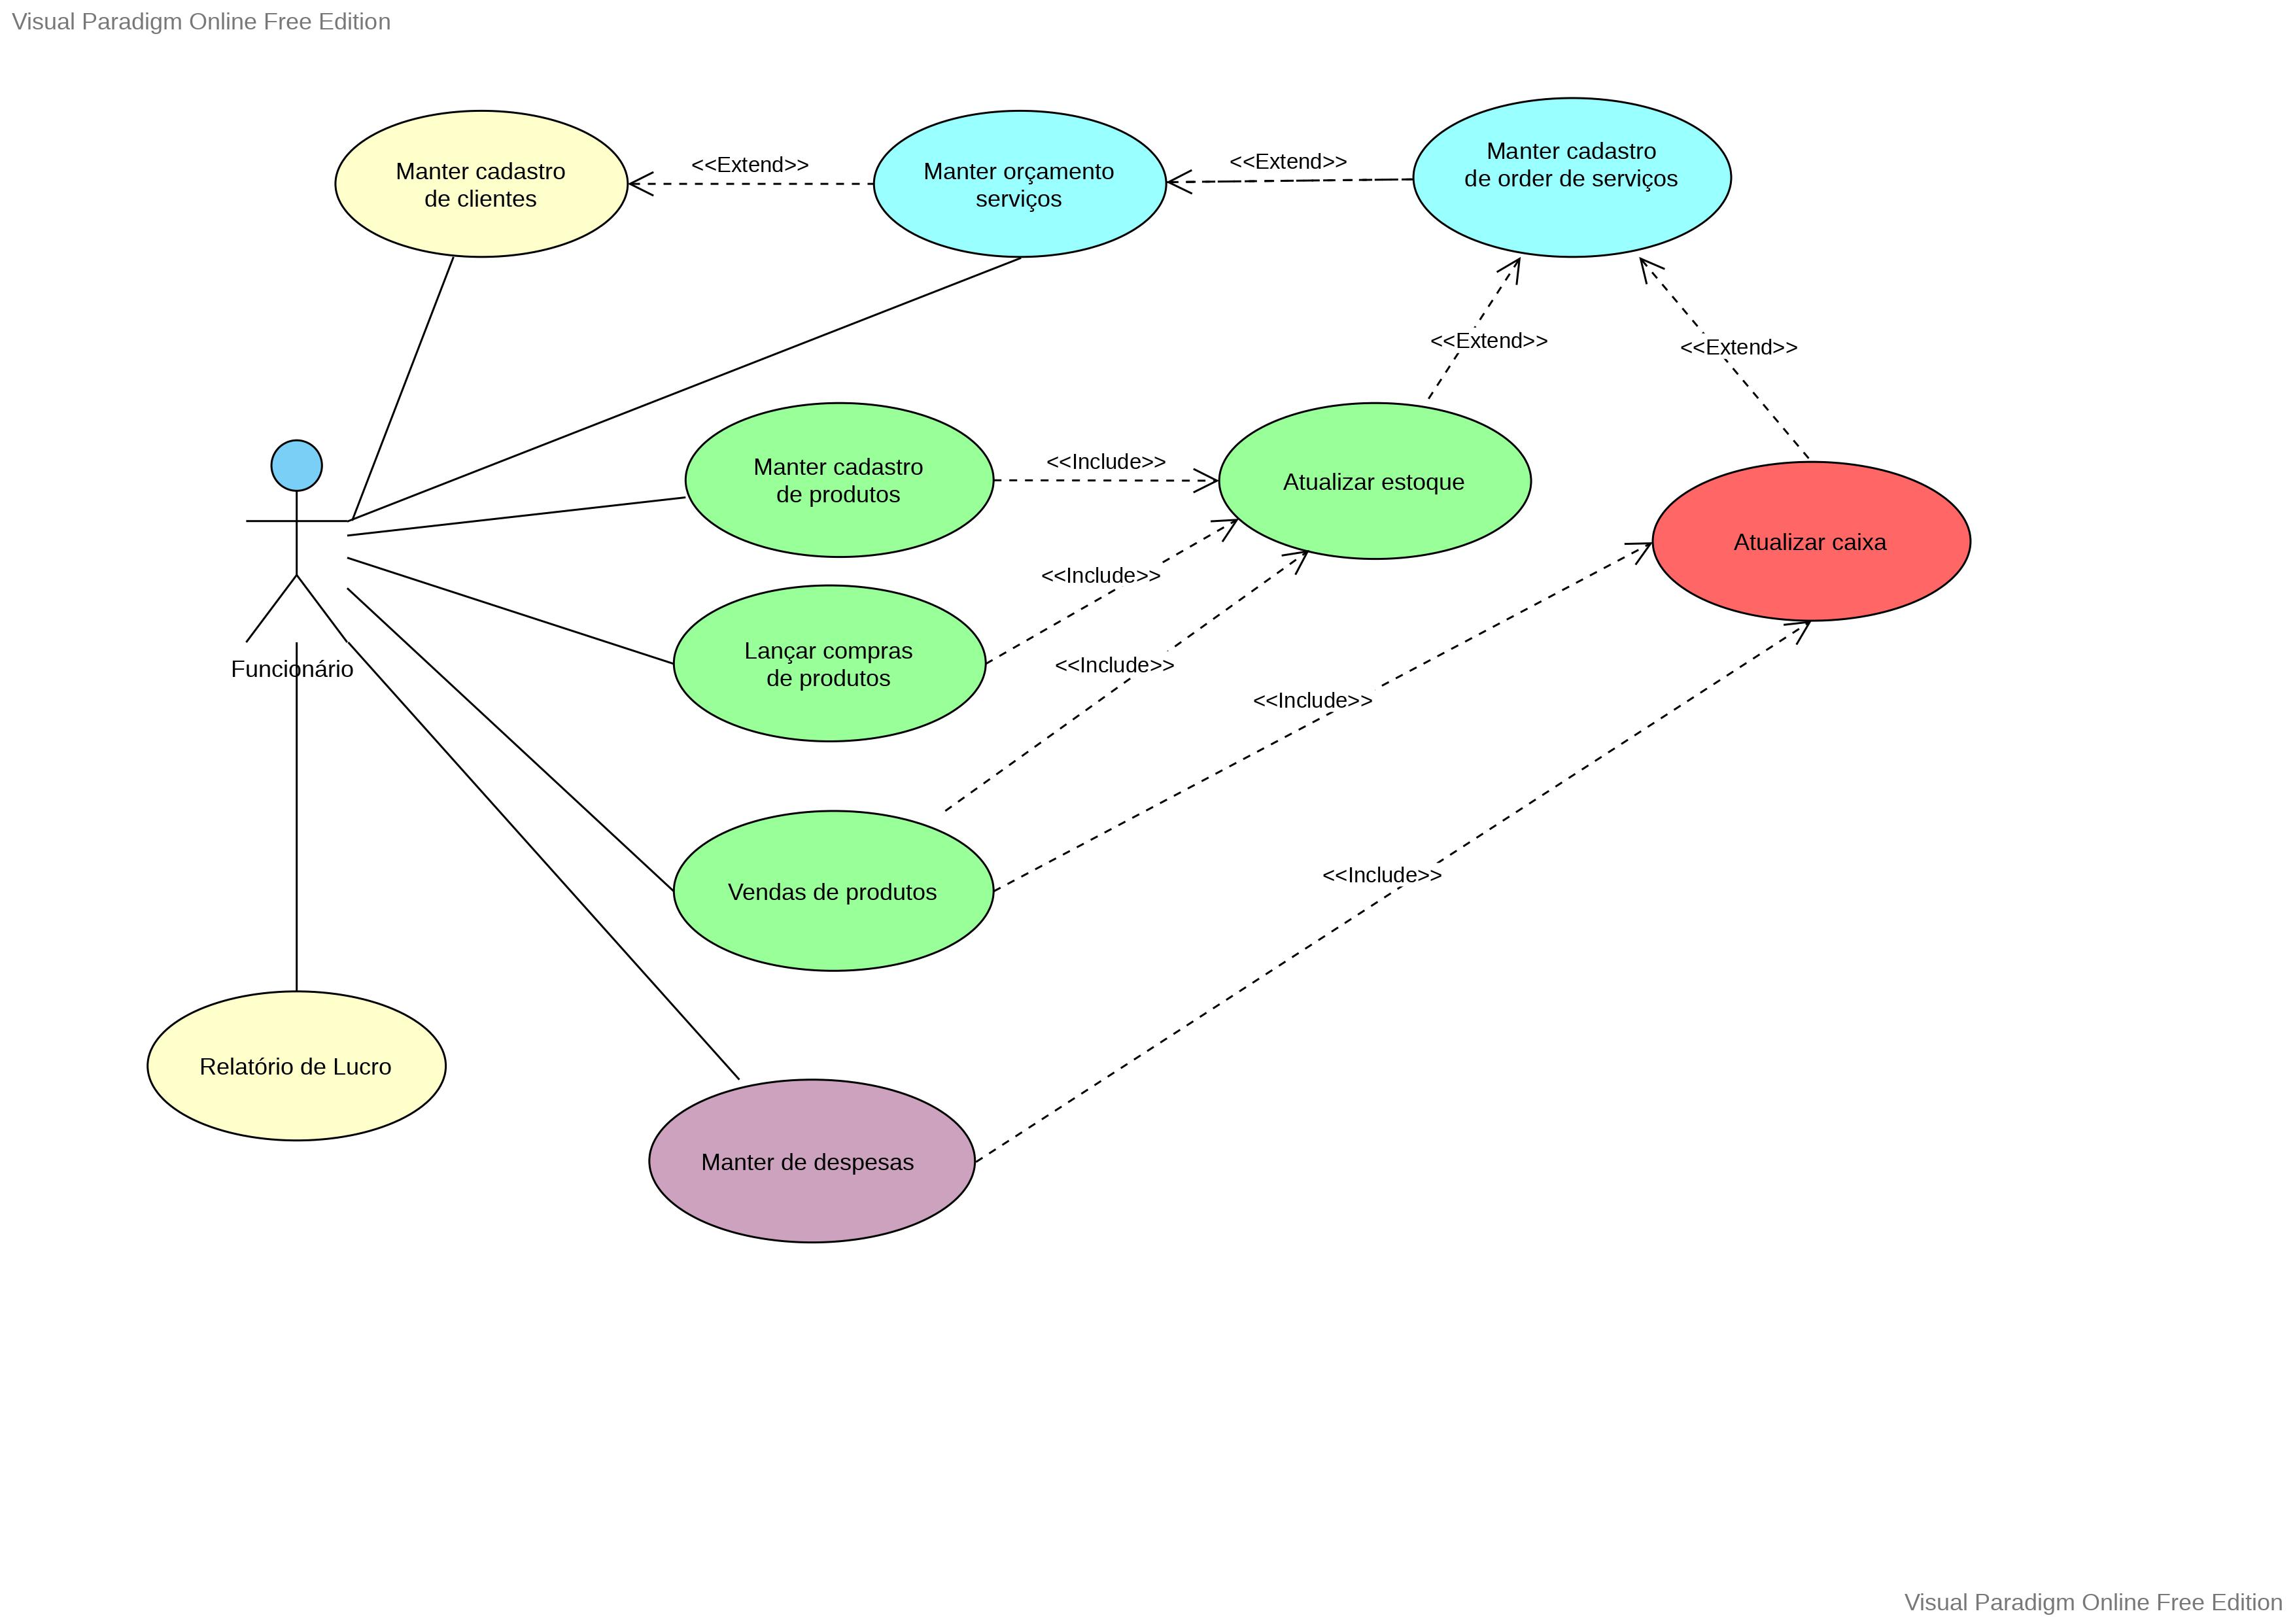 Visual Paradigm Online Free Edition
Manter cadastro
de clientes
<<Extend>>
Manter orçamento
serviços
<<Extend>>
Manter cadastro
de order de serviços
<<Extend>>
<<Extend>>
Manter cadastro
de produtos
<<Include>>
Atualizar estoque
Atualizar caixa
<<Include>>
Funcionário
Lançar compras
de produtos
<<Include>>
<<Include>>
Vendas de produtos
<<Include>>
Relatório de Lucro
Manter de despesas
Visual Paradigm Online Free Edition